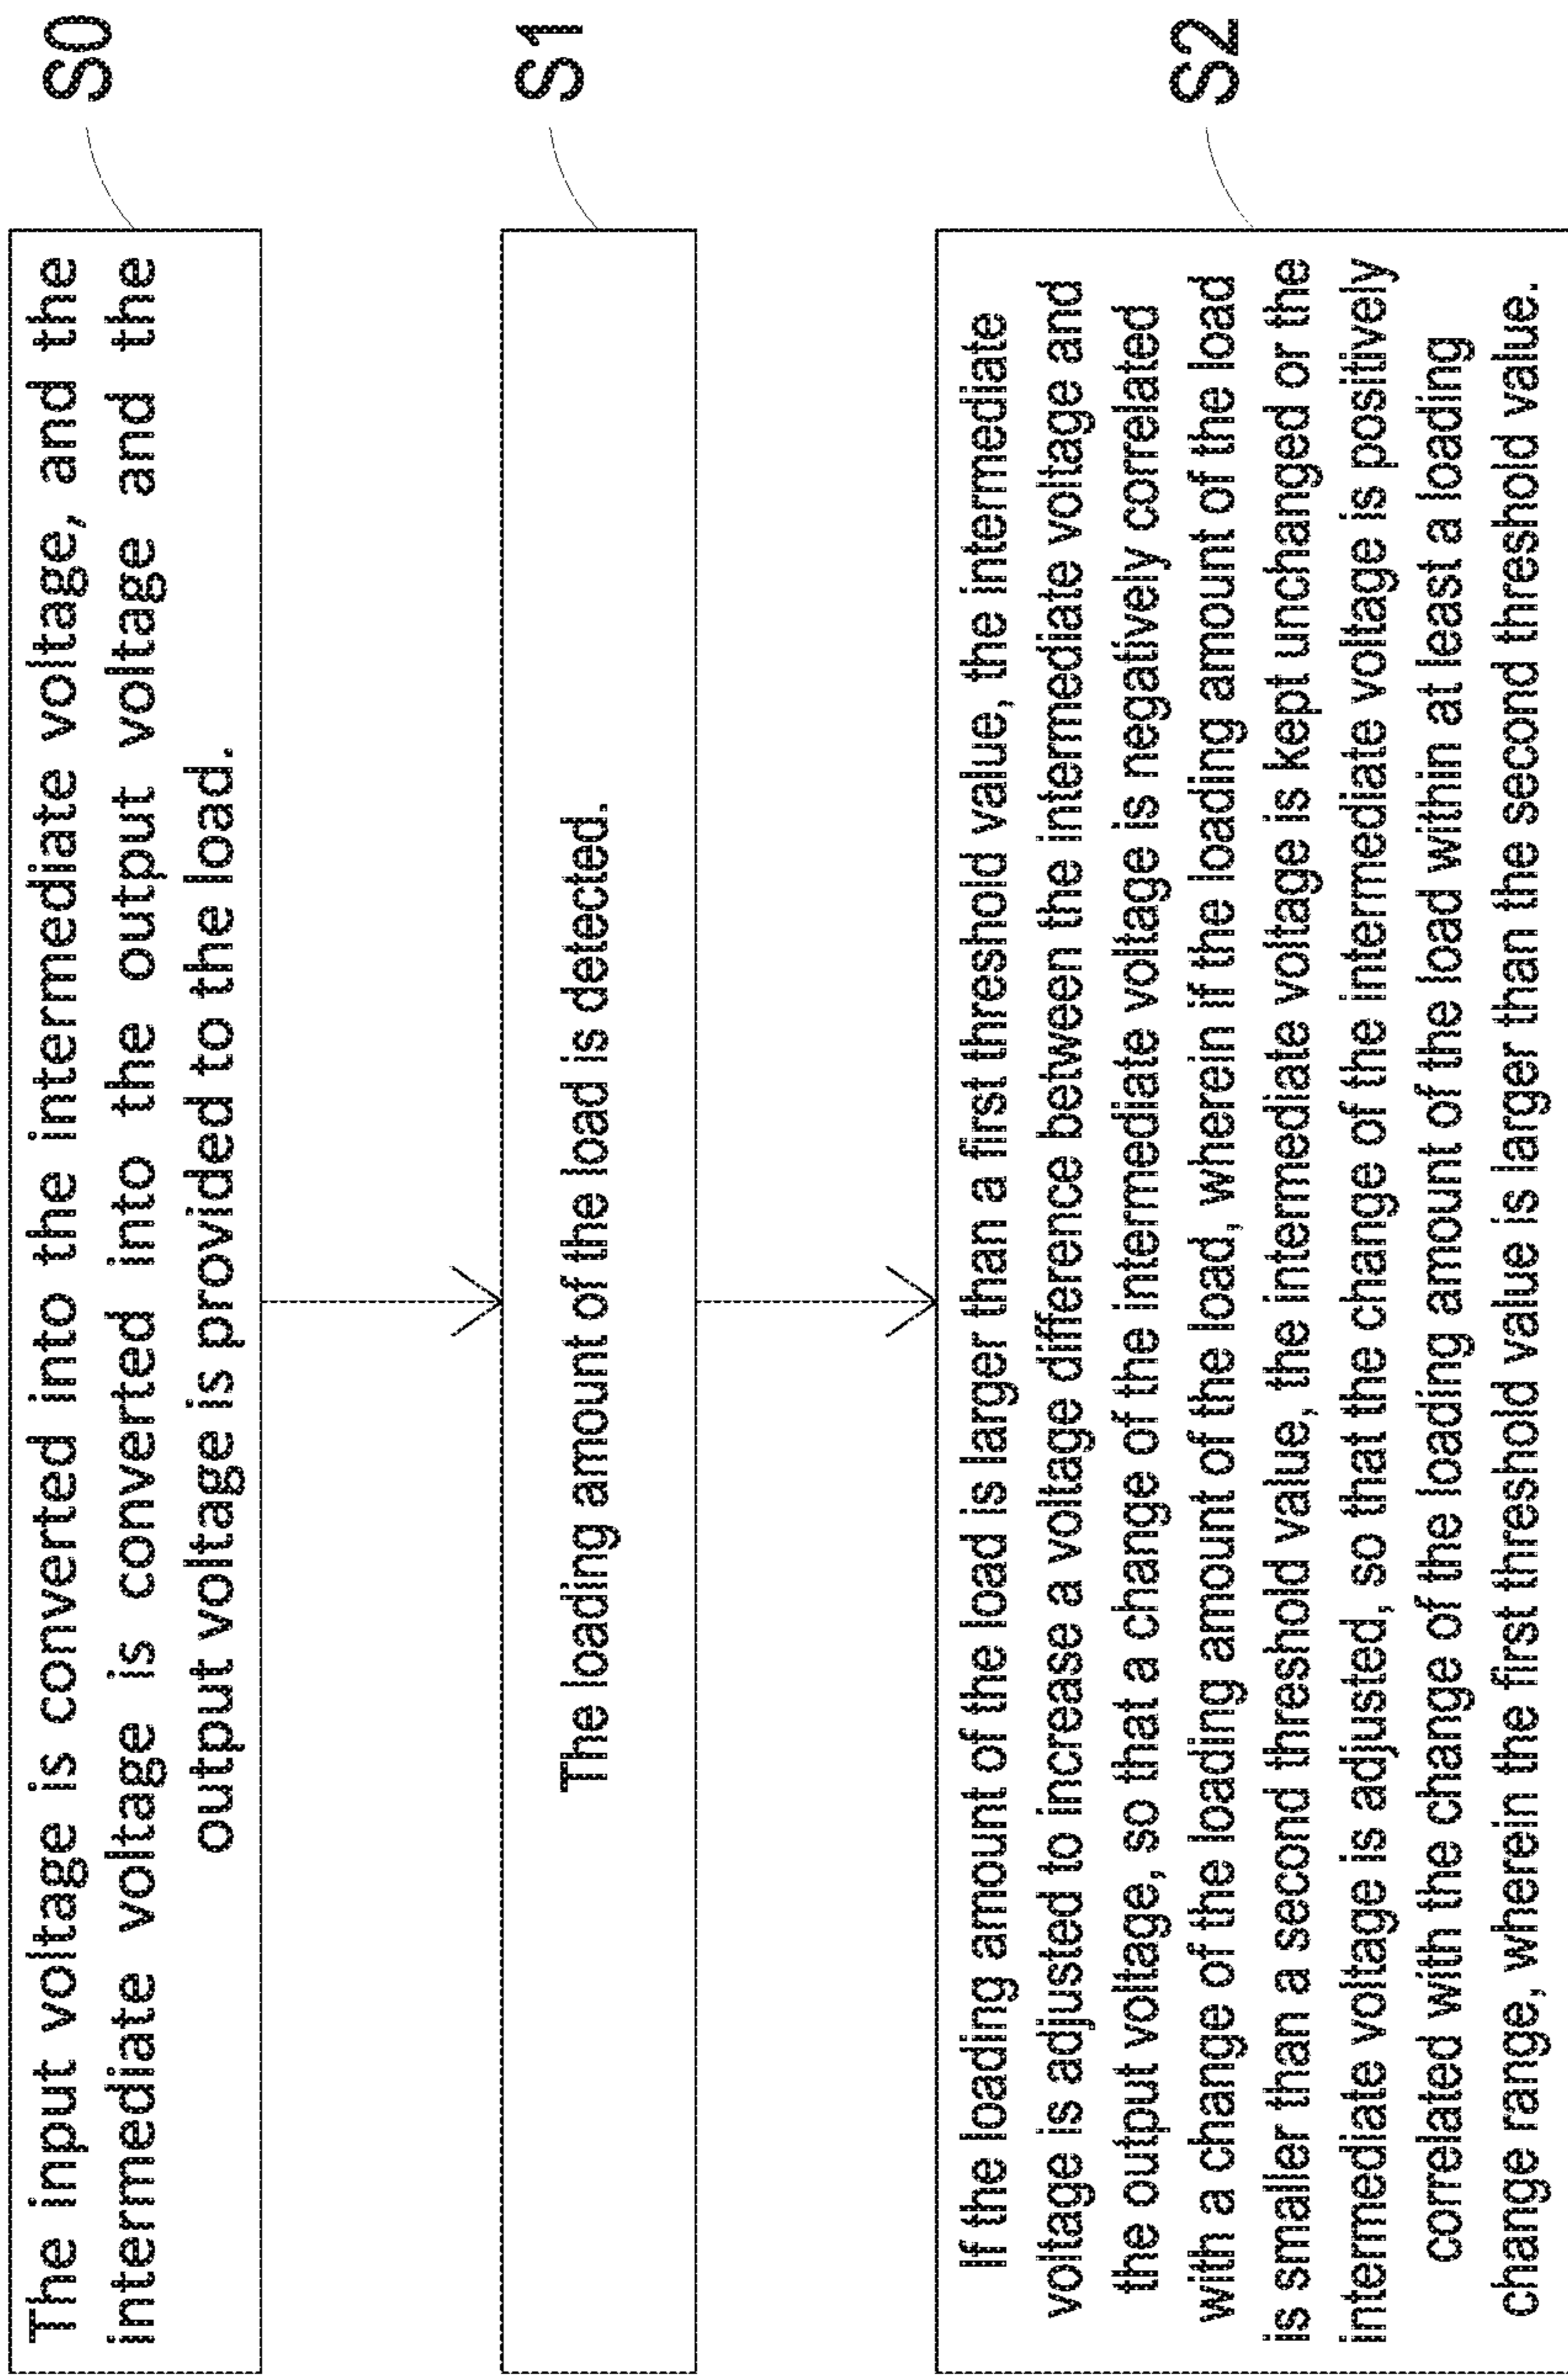 The input voltage is converted into the intermediate voltage, and the
intermediate voltage is converted into the output voltage and the
output voltage is provided to the load.
S0
The loading amount of the load is detected.
S1
If the loading amount of the load is larger than a first threshold value, the intermediate
voltage is adjusted to increase a voltage difference between the intermediate voltage and
the output voltage, so that a change of the intermediate voltage is negatively correlated
with a change of the loading amount of the load, wherein if the loading amount of the load
is smaller than a second threshold value, the intermediate voltage is kept unchanged or the
intermediate voltage is adjusted, so that the change of the intermediate voltage is positively
correlated with the change of the loading amount of the load within at least a loading
change range, wherein the first threshold value is larger than the second threshold value.
S2